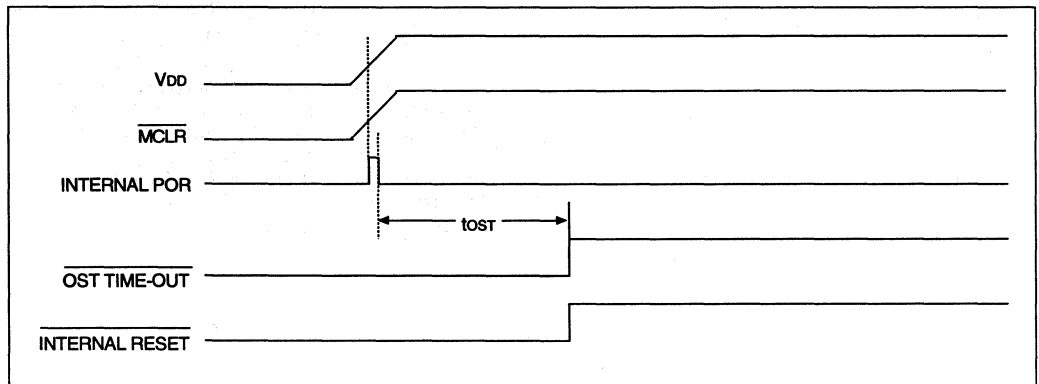 VDD
MCLR
INTERNAL POR
tOST
OST TIME-OUT
INTERNAL RESET